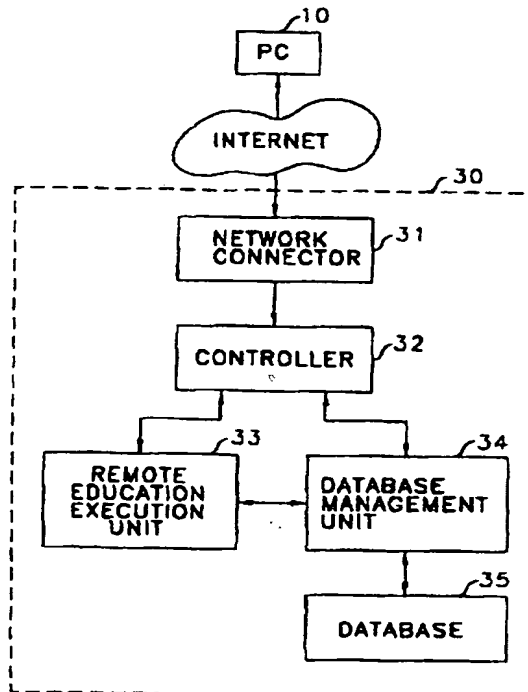 10
PC
INTERNET
30
NETWORK
CONNECTOR
31
CONTROLLER
32
33
REMOTE
EDUCATION
EXECUTION
UNIT
34
DATABASE
MANAGEMENT
UNIT
35
DATABASE